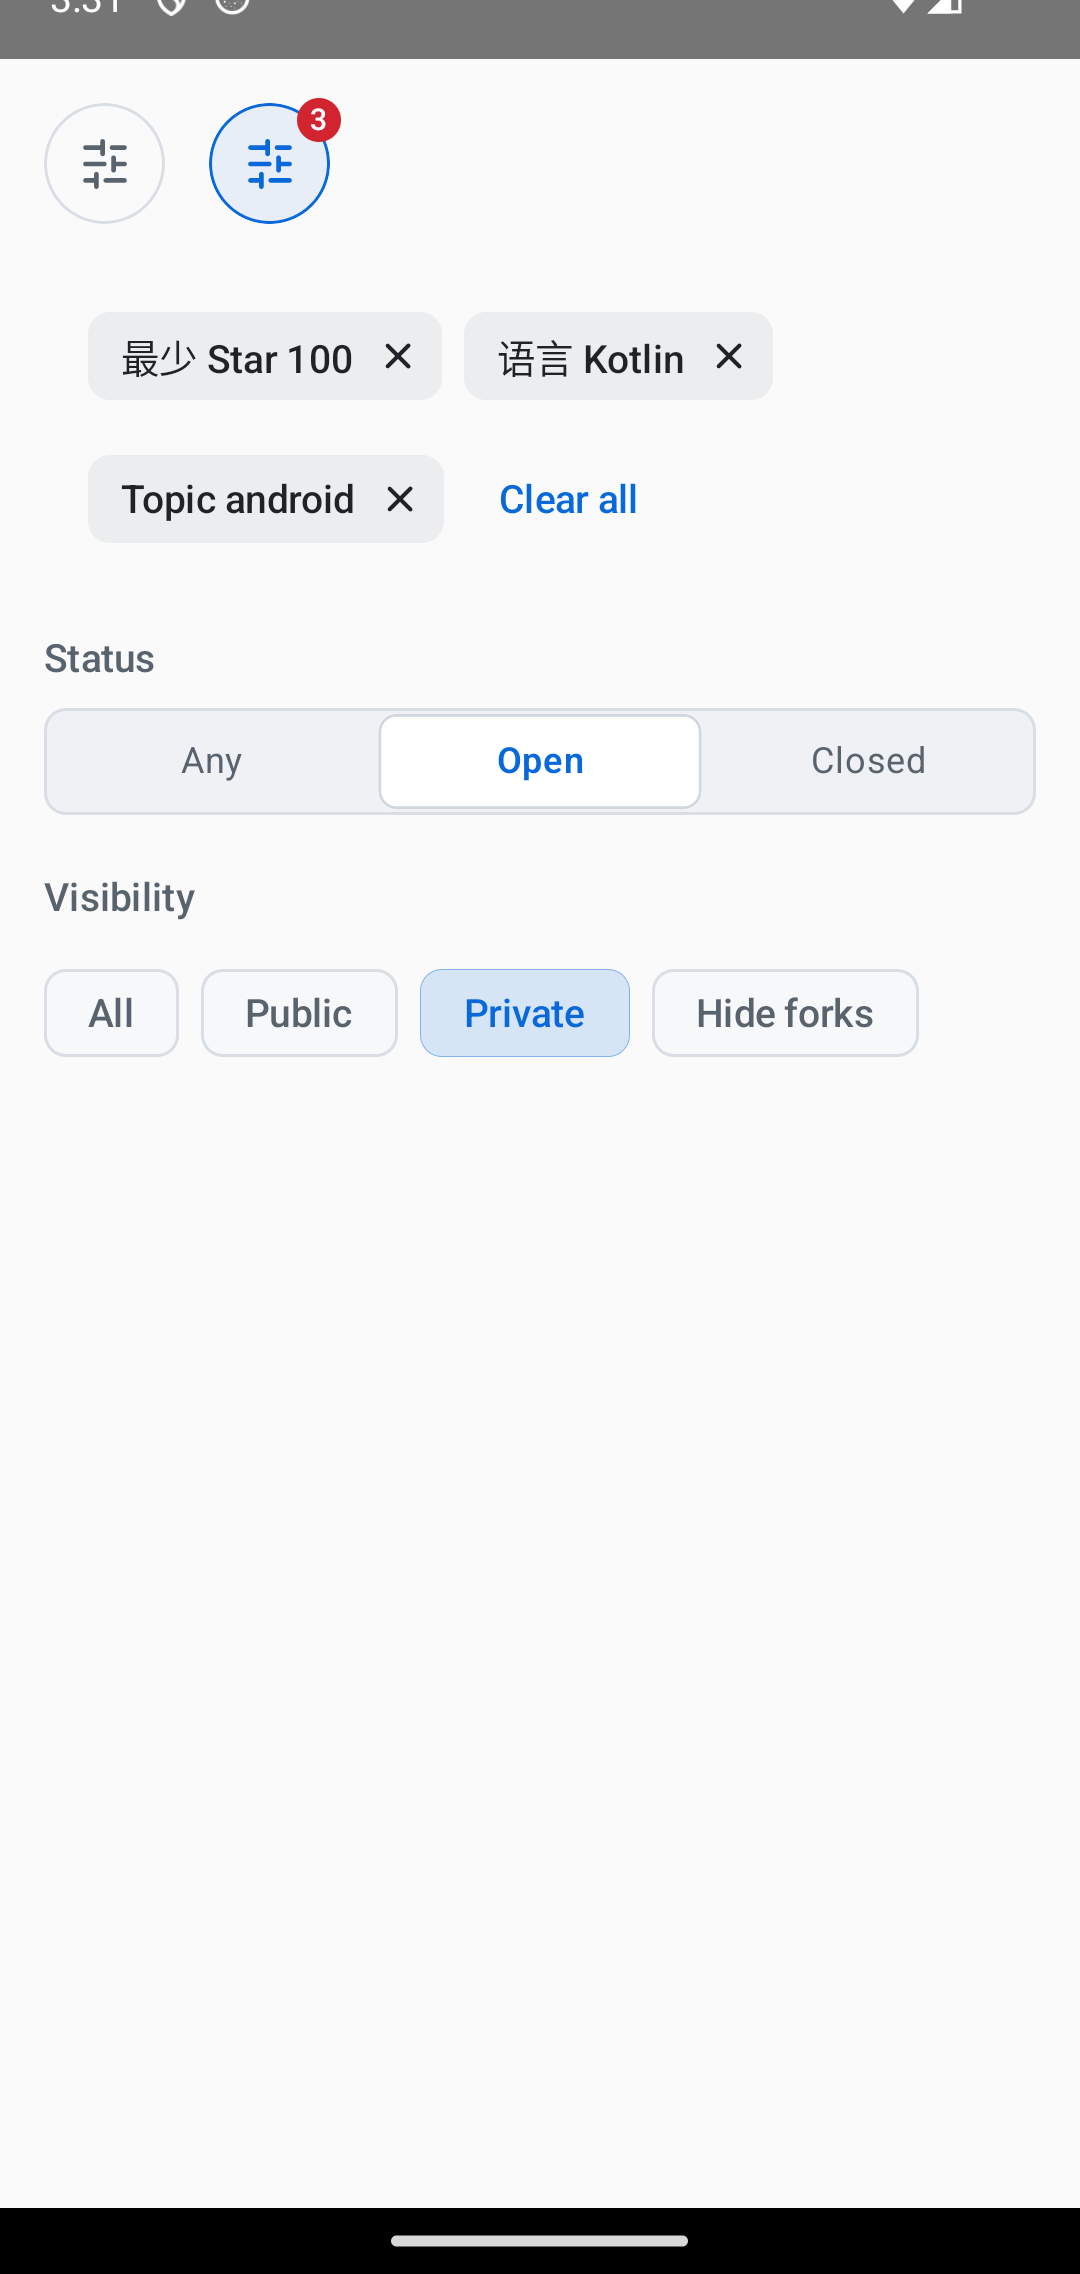 3
最少 Star 100
语言 Kotlin
Topic android
Clear all
Status
Any
Open
Closed
Visibility
All
Public
Private
Hide forks